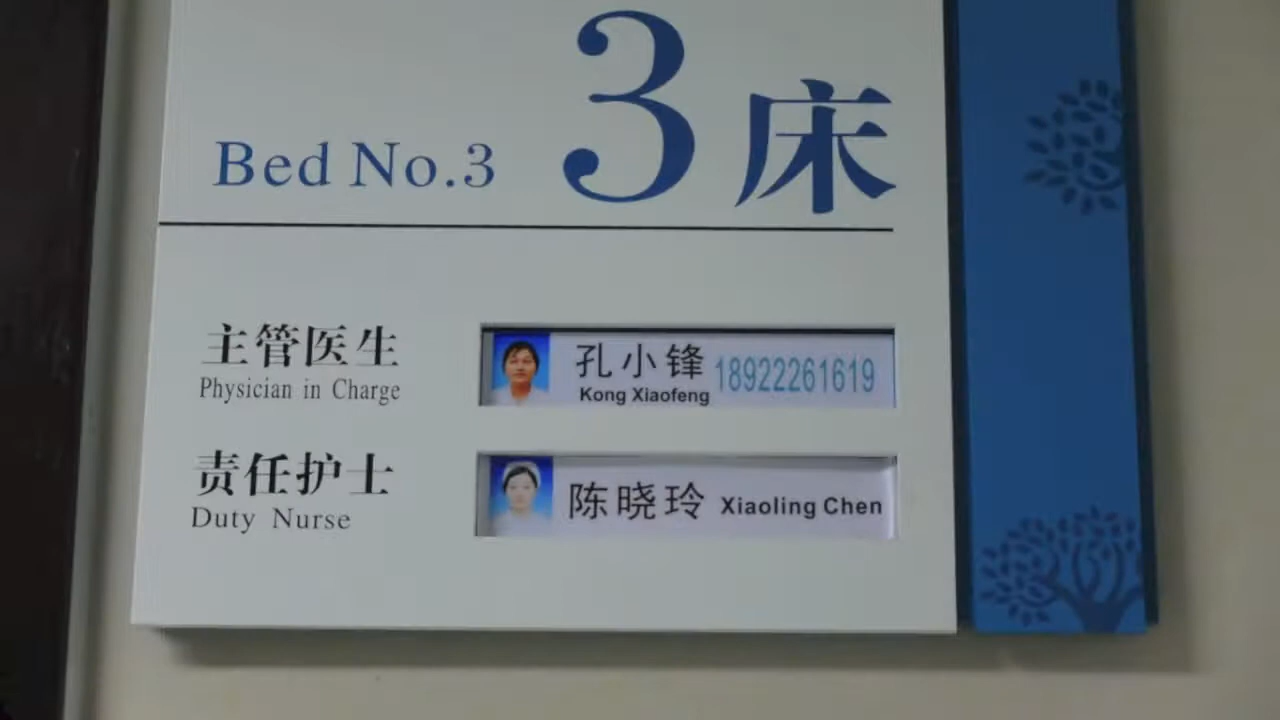 Bed No.3 3床
主管医生
Physician in Charge
孔小锋 18922261619
Kong Xiaofeng
责任护士
Duty Nurse
陈晓玲 Xiaoling Chen